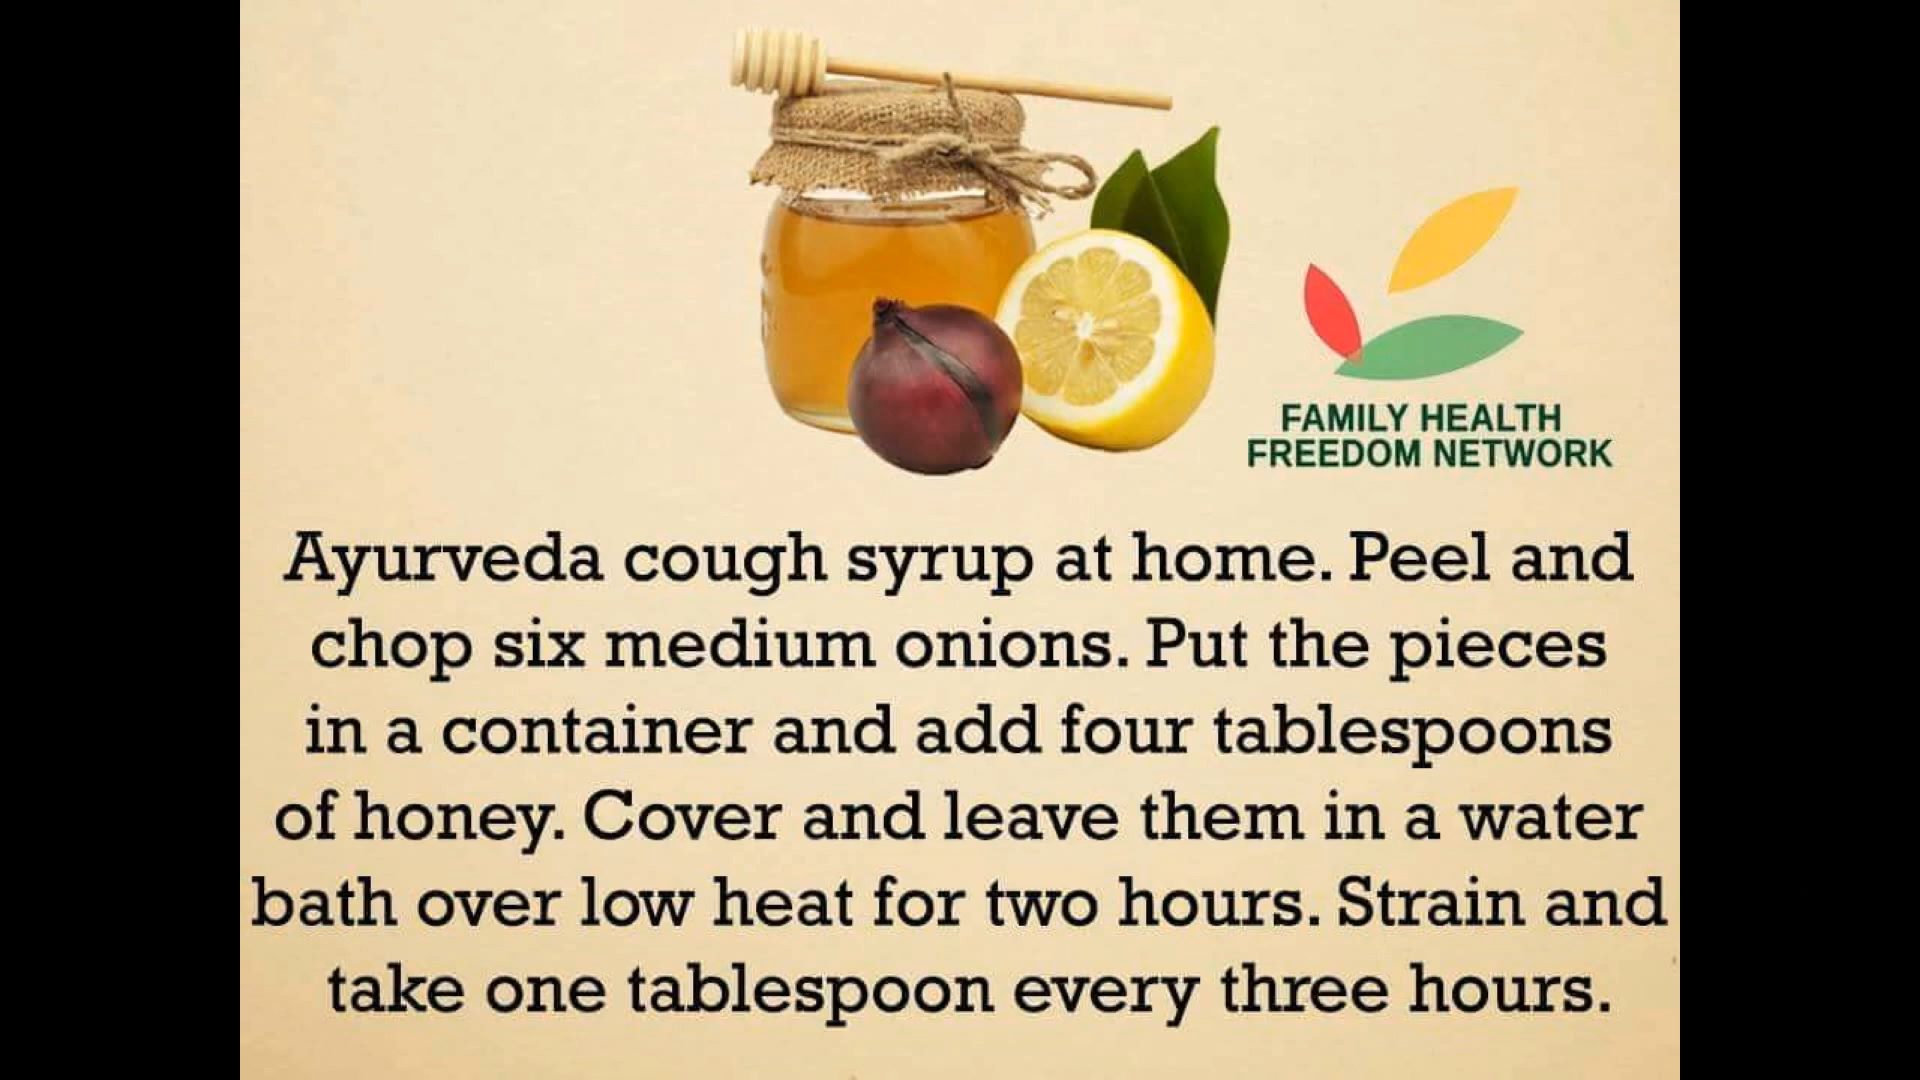 FAMILY HEALTH
FREEDOM NETWORK
Ayurveda cough syrup at home. Peel and
chop six medium onions. Put the pieces
in a container and add four tablespoons
of honey. Cover and leave them in a water
bath over low heat for two hours. Strain and
take one tablespoon every three hours.